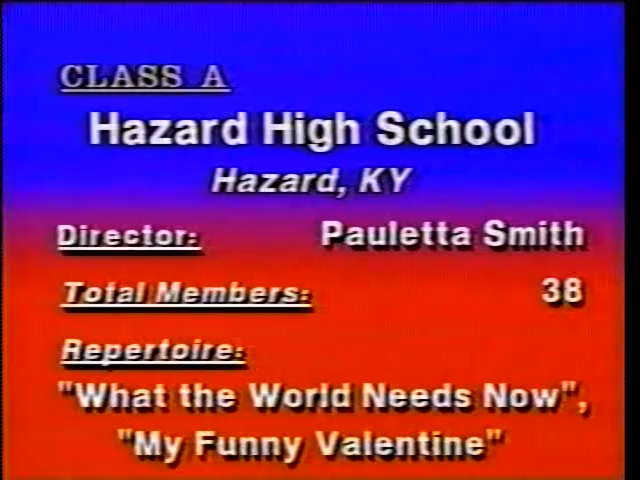 CLASS A
Hazard High School
Hazard, KY
Director: Pauletta Smith
Total Members: 38
Repertoire:
"What the World Needs Now",
"My Funny Valentine"